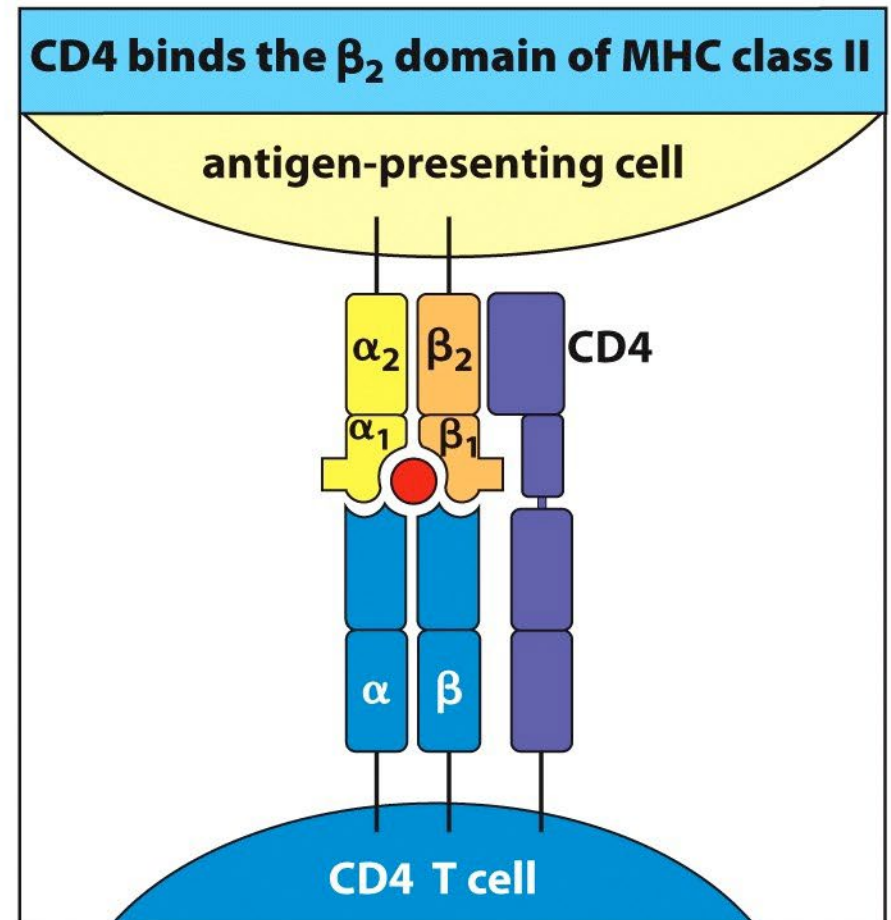 CD4 binds the β₂ domain of MHC class II
antigen-presenting cell
α₂ β₂ CD4
α₁ β₁
α β
CD4 T cell